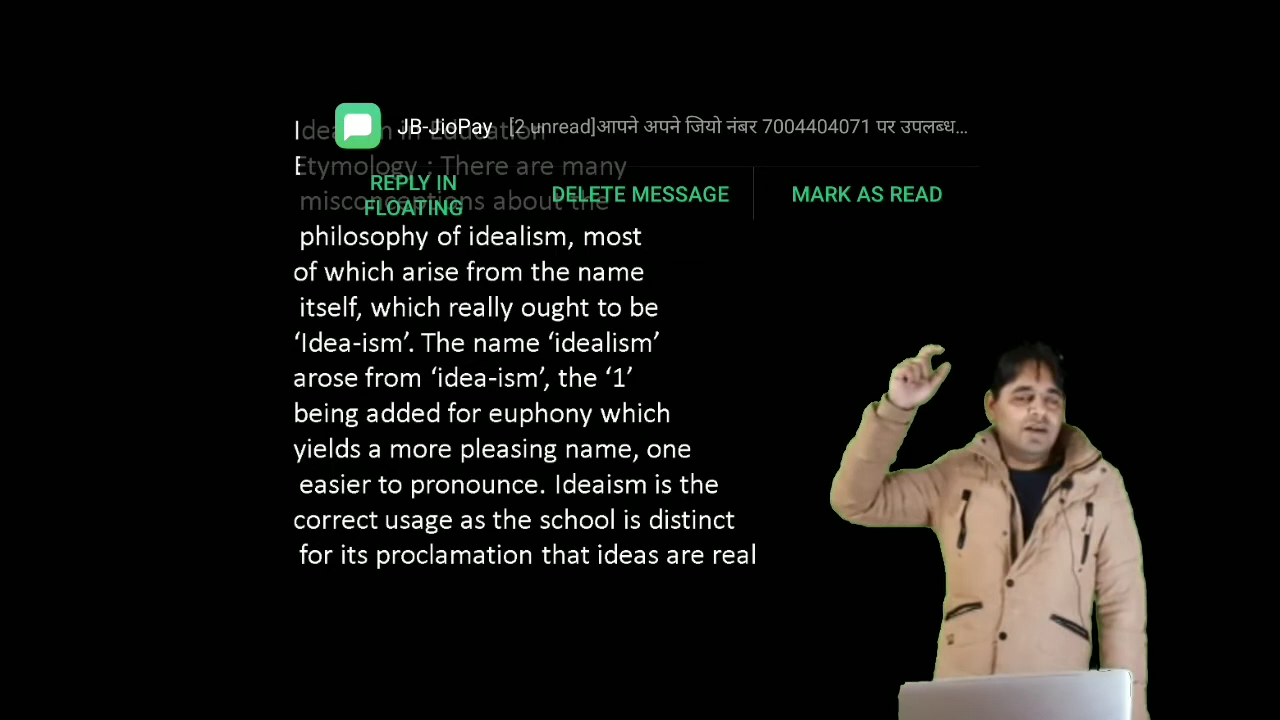 Idealism in Education
JB-JioPay [2 unread]आपने अपने जियो नंबर 7004404071 पर उपलब्ध…
Etymology : There are many
REPLY IN FLOATING
DELETE MESSAGE
MARK AS READ
misconceptions about the
philosophy of idealism, most
of which arise from the name
itself, which really ought to be
‘Idea-ism’. The name ‘idealism’
arose from ‘idea-ism’, the ‘1’
being added for euphony which
yields a more pleasing name, one
easier to pronounce. Ideaism is the
correct usage as the school is distinct
for its proclamation that ideas are real